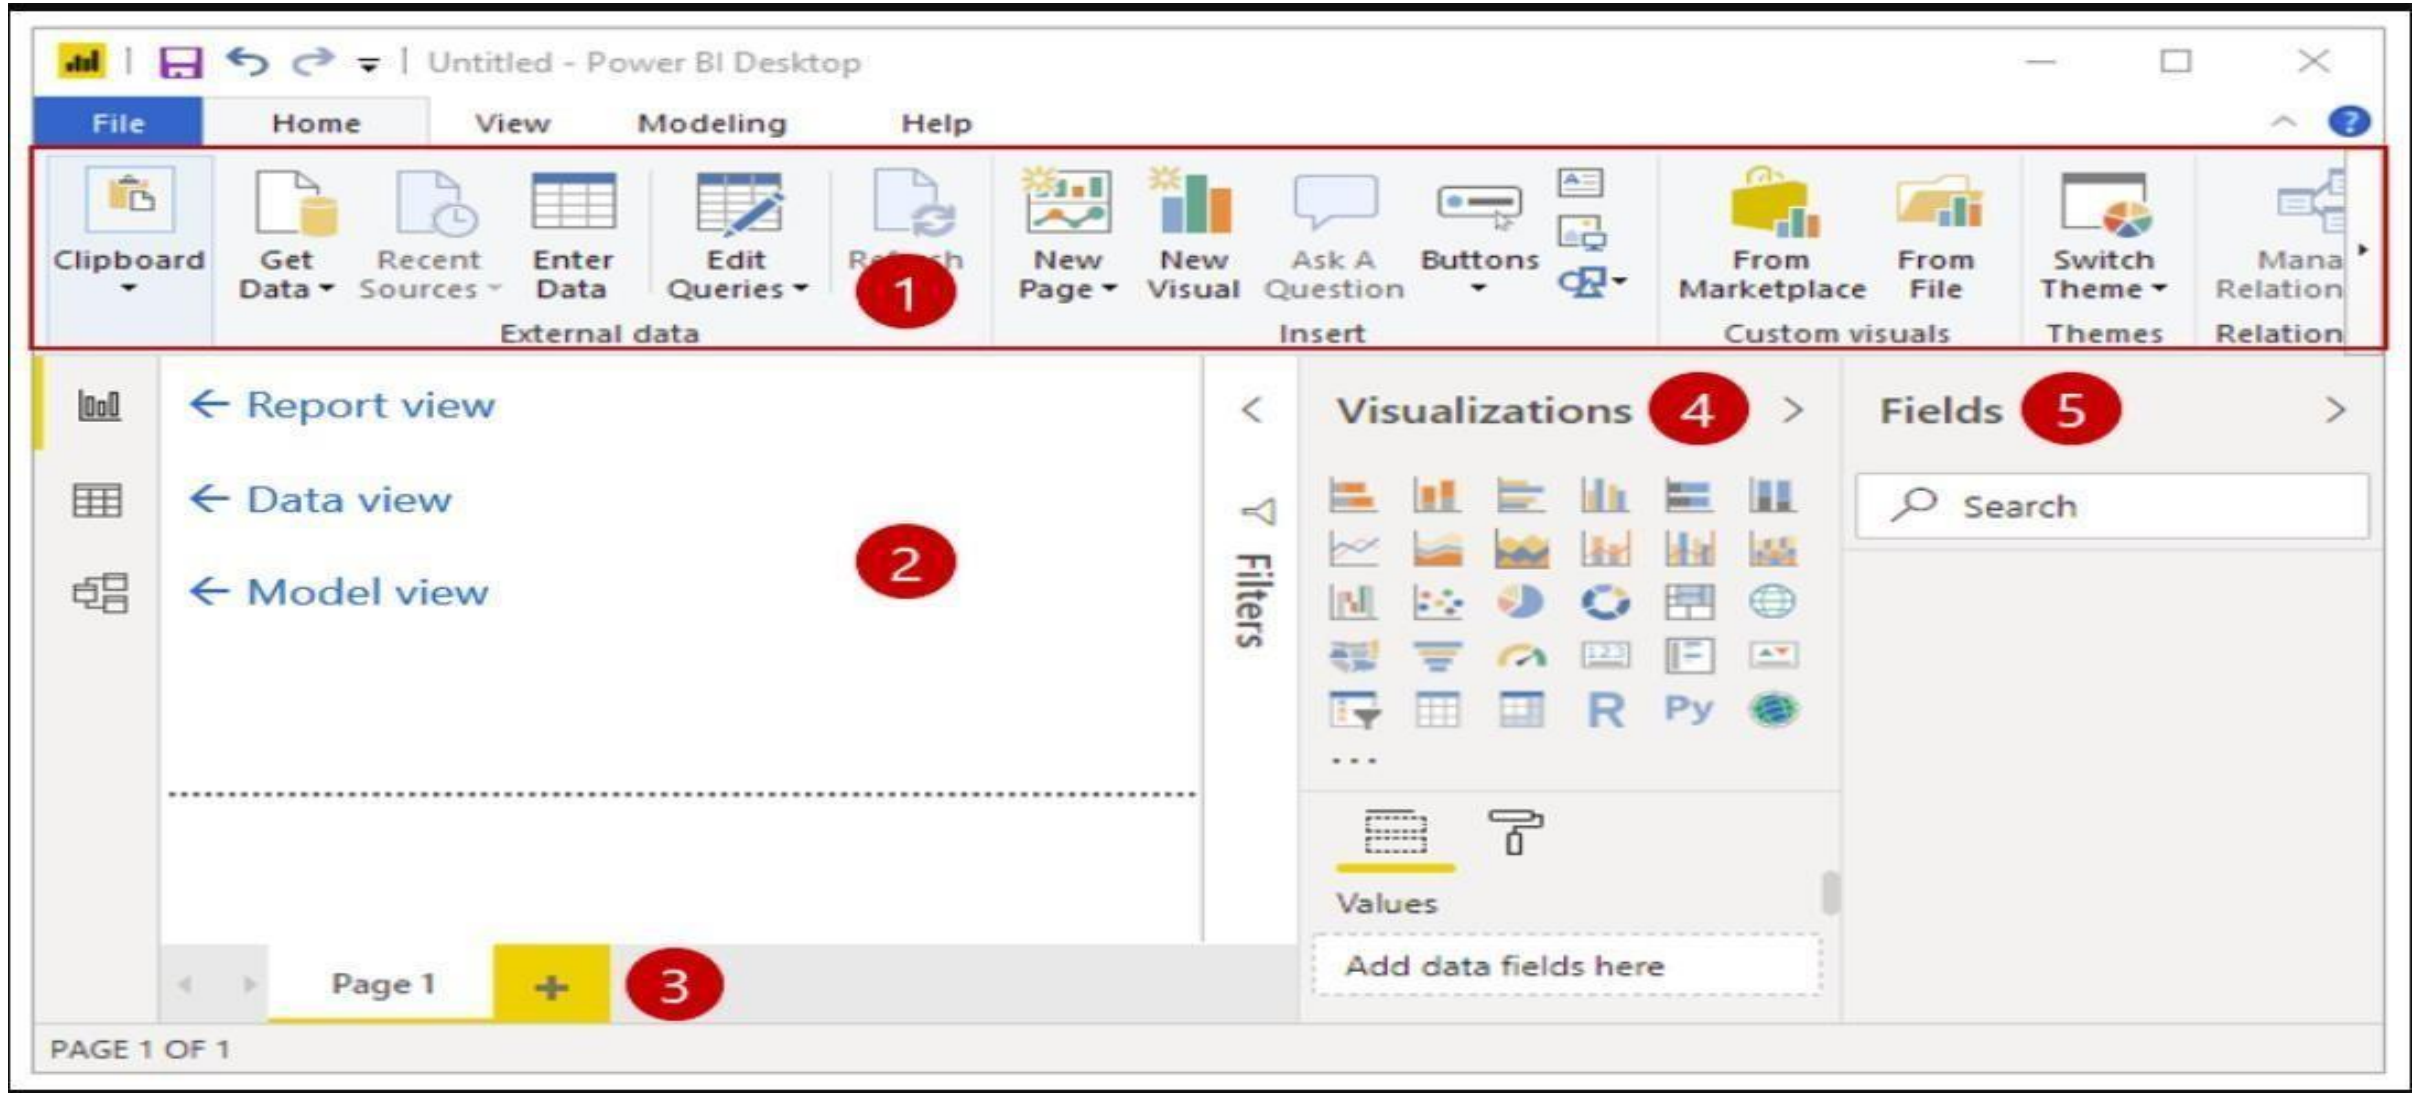 Untitled - Power BI Desktop
File Home View Modeling Help
?
Clipboard
Get Data
Recent Sources
Enter Data
Edit Queries
1
New Page
New Visual
Ask A Question
Buttons
From Marketplace
From File
Switch Theme
Mana
Relation
External data Insert Custom visuals Themes Relation
← Report view
← Data view
← Model view
2
Filters
Visualizations 4
123
R Py
...
Values
Add data fields here
Fields 5
Search
Page 1 + 3
PAGE 1 OF 1